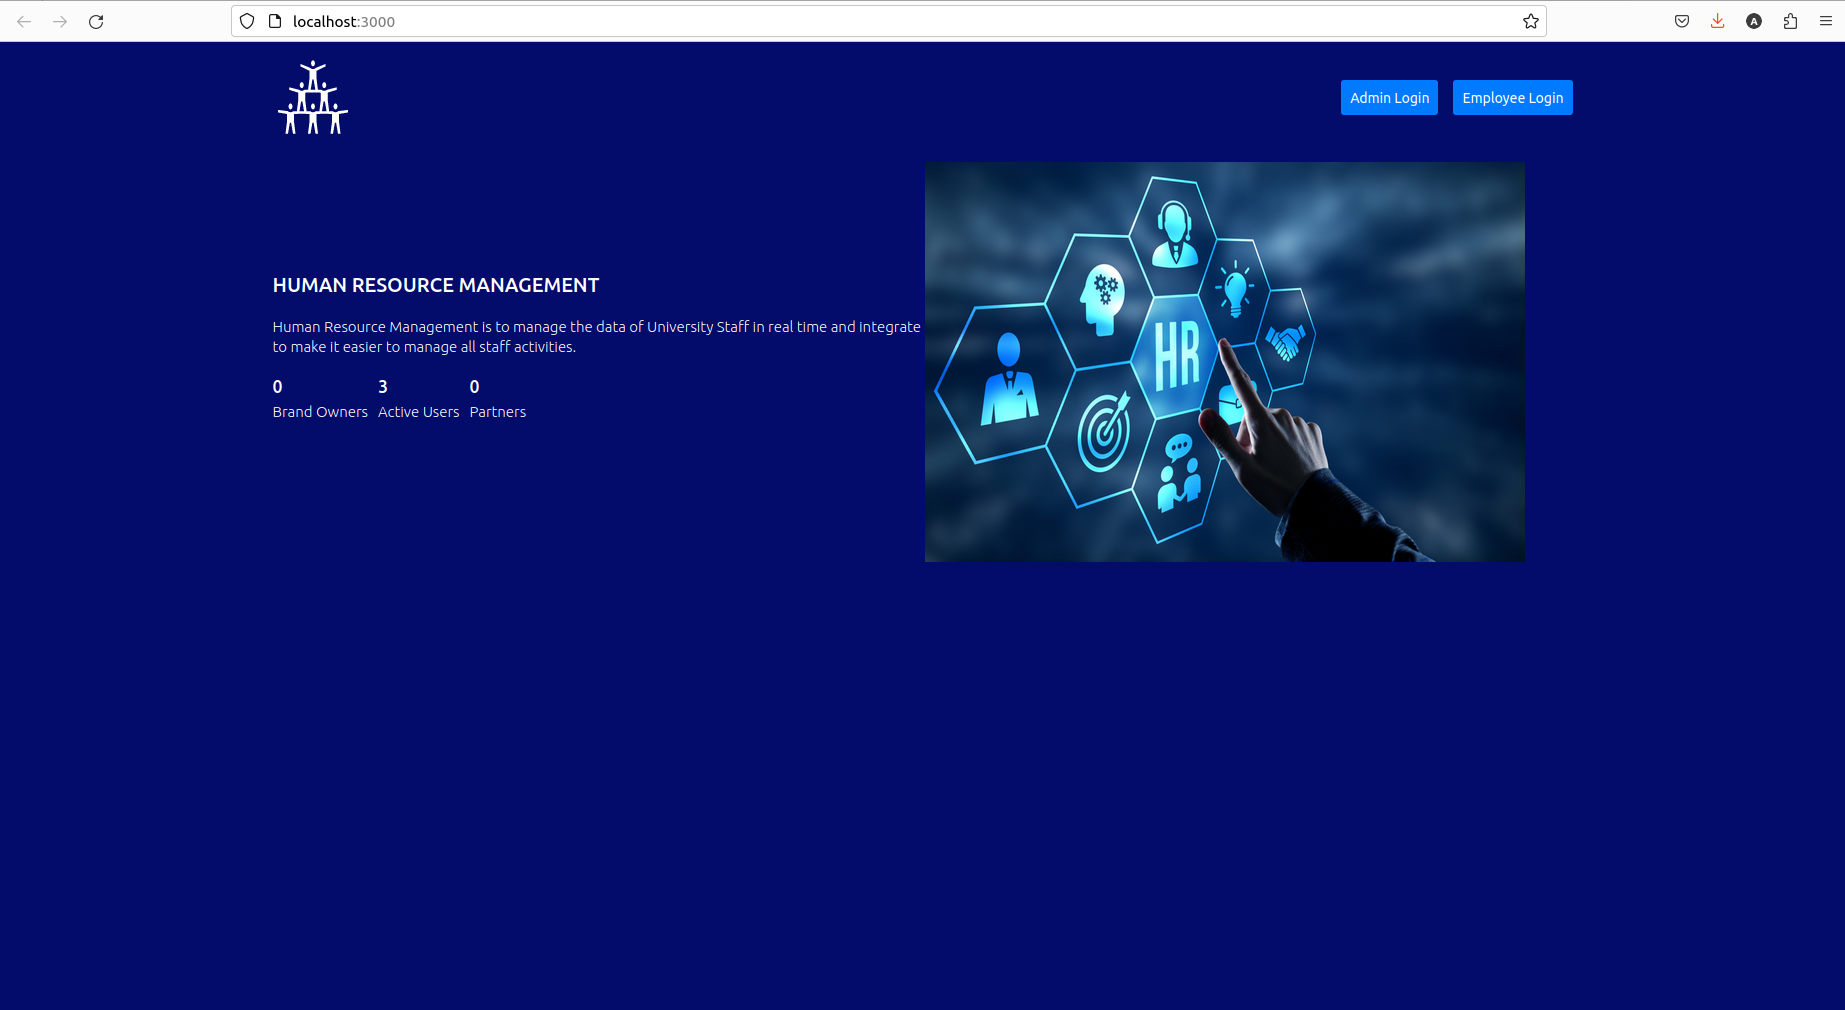 localhost:3000
A
Admin Login
Employee Login
HUMAN RESOURCE MANAGEMENT
Human Resource Management is to manage the data of University Staff in real time and integrate
to make it easier to manage all staff activities.
0
Brand Owners
3
Active Users
0
Partners
HR